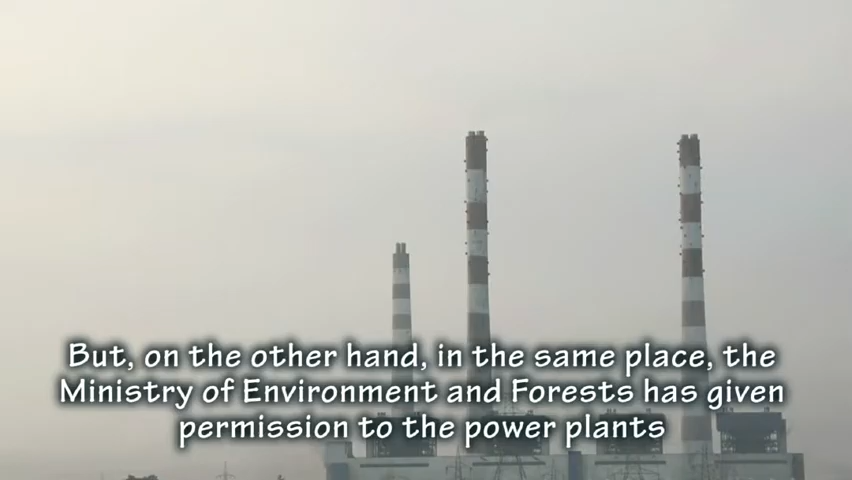 But, on the other hand, in the same place, the
Ministry of Environment and Forests has given
permission to the power plants